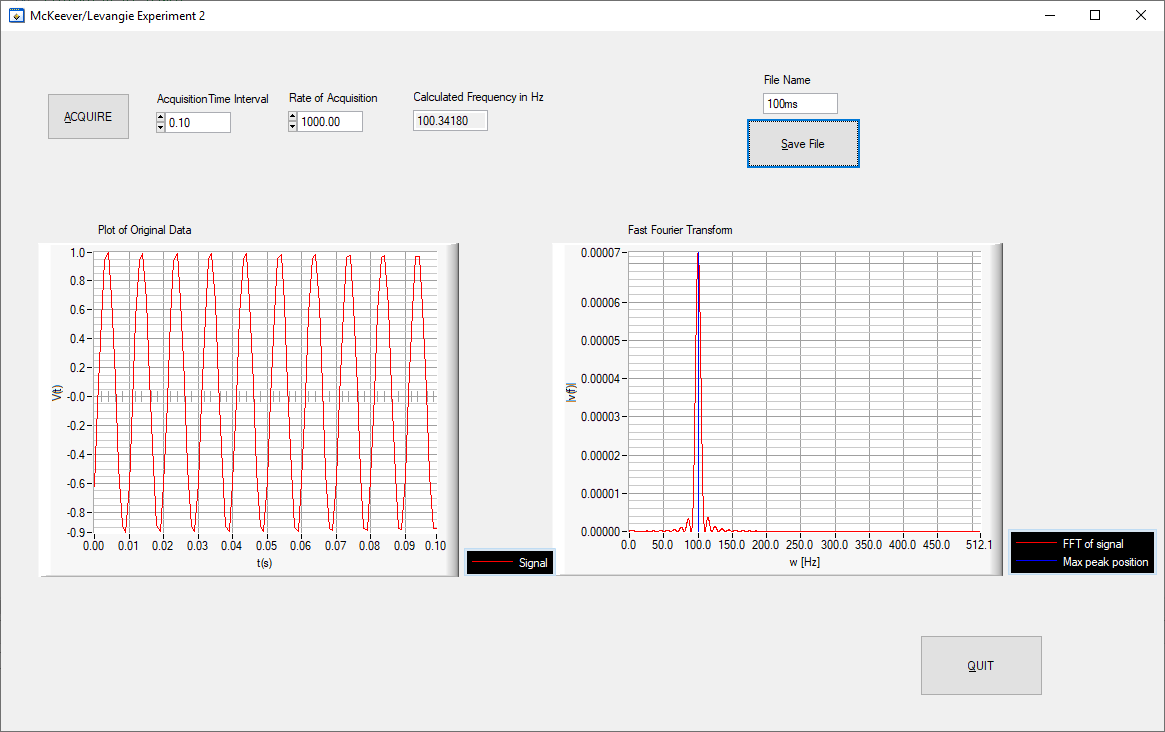 McKeever/Levangie Experiment 2
ACQUIRE
AcquisitionTime Interval
0.10
Rate of Acquisition
1000.00
Calculated Frequency in Hz
100.34180
File Name
100ms
Save File
Plot of Original Data
1.0
0.8
0.6
0.4
0.2
-0.0
-0.2
-0.4
-0.6
-0.8
-0.9
V(t)
0.00 0.01 0.02 0.03 0.04 0.05 0.06 0.07 0.08 0.09 0.10
t(s)
Signal
Fast Fourier Transform
0.00007
0.00006
0.00005
0.00004
0.00003
0.00002
0.00001
0.00000
|v(f)|
0.0 50.0 100.0 150.0 200.0 250.0 300.0 350.0 400.0 450.0 512.1
w [Hz]
FFT of signal
Max peak position
QUIT